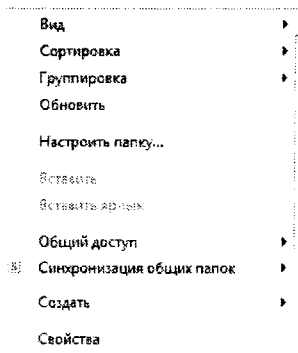 Вид
Сортировка
Группировка
Обновить
Настроить папку...
Вставить
Вставить ярлык
Общий доступ
Синхронизация общих папок
Создать
Свойства